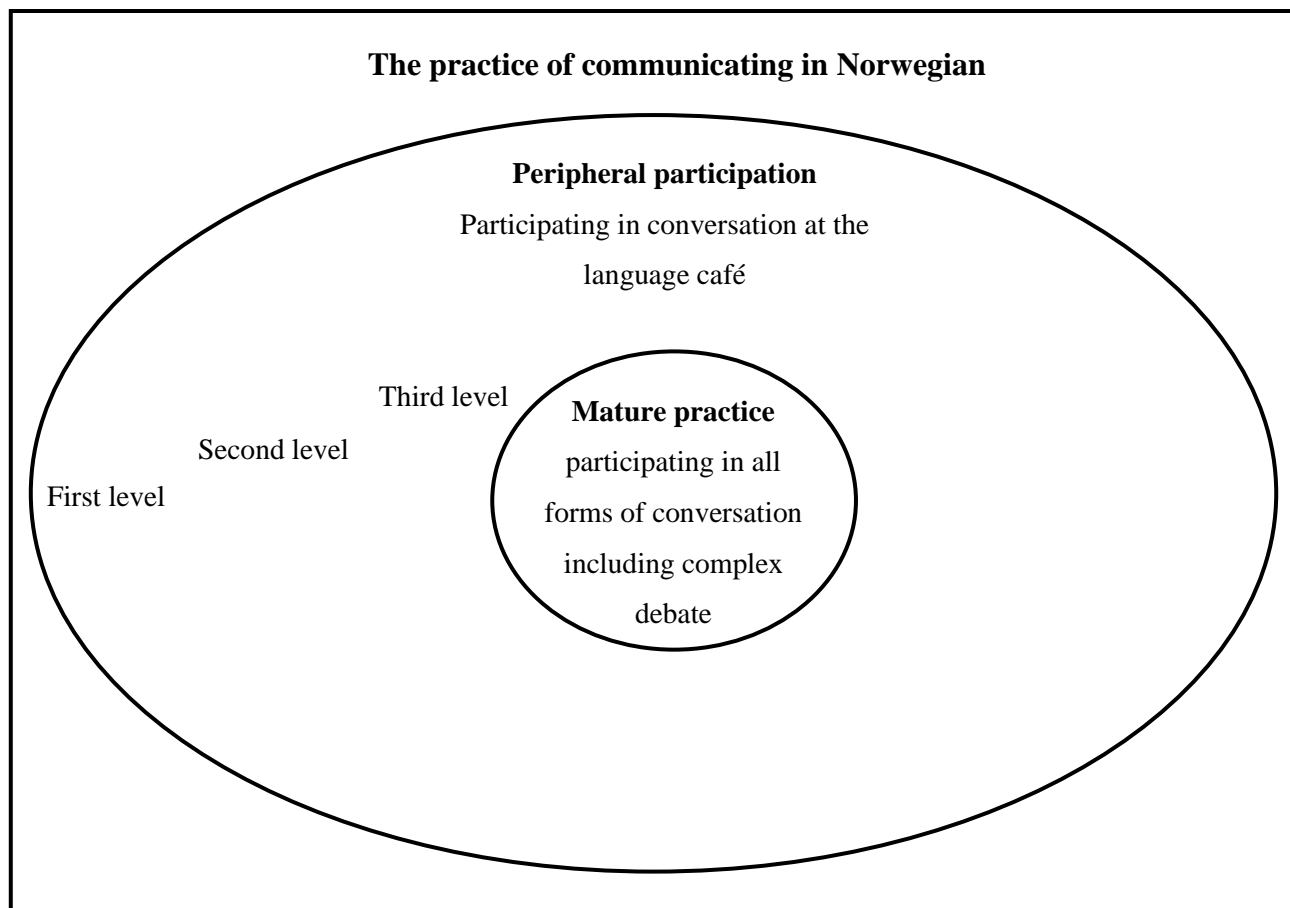 The practice of communicating in Norwegian
Peripheral participation
Participating in conversation at the
language café
Third level
Second level
First level
Mature practice
participating in all
forms of conversation
including complex
debate